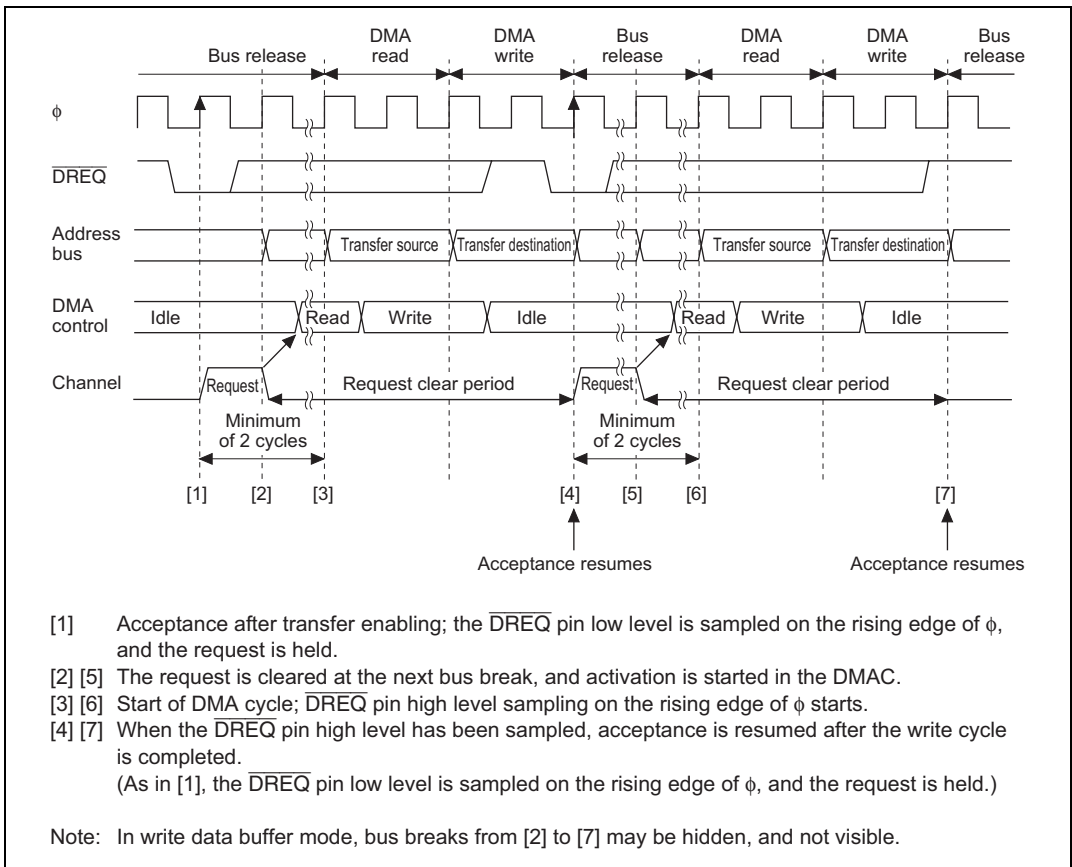 DMA read
DMA write
Bus release
DMA read
DMA write
Bus release
Bus release
φ
DREQ
Address bus
Transfer source
Transfer destination
Transfer source
Transfer destination
DMA control
Idle
Read
Write
Idle
Read
Write
Idle
Channel
Request
Request clear period
Request
Request clear period
Minimum of 2 cycles
Minimum of 2 cycles
[1]
[2]
[3]
[4]
[5]
[6]
[7]
Acceptance resumes
Acceptance resumes
[1] Acceptance after transfer enabling; the DREQ pin low level is sampled on the rising edge of φ,
and the request is held.
[2] [5] The request is cleared at the next bus break, and activation is started in the DMAC.
[3] [6] Start of DMA cycle; DREQ pin high level sampling on the rising edge of φ starts.
[4] [7] When the DREQ pin high level has been sampled, acceptance is resumed after the write cycle
is completed.
(As in [1], the DREQ pin low level is sampled on the rising edge of φ, and the request is held.)
Note: In write data buffer mode, bus breaks from [2] to [7] may be hidden, and not visible.